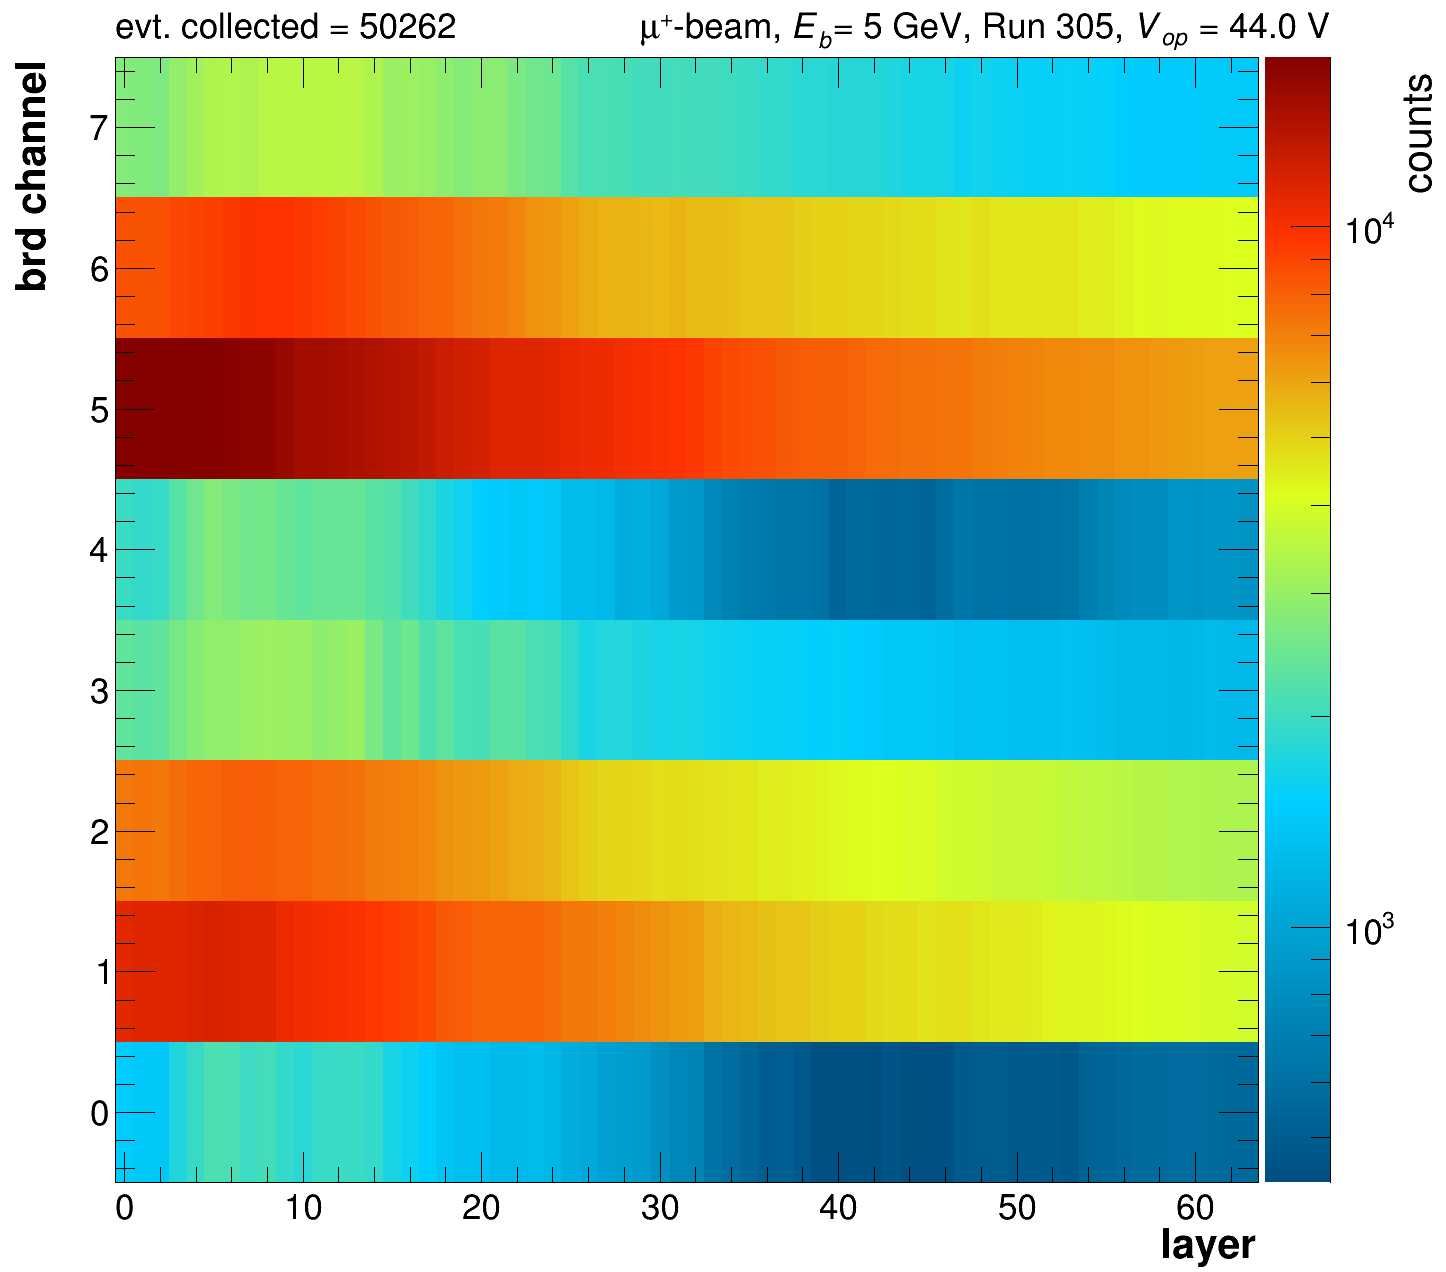 evt. collected = 50262
μ⁺-beam, E_b= 5 GeV, Run 305, V_op = 44.0 V
brd channel
7
6
5
4
3
2
1
0
0 10 20 30 40 50 60
layer
counts
10⁴
10³